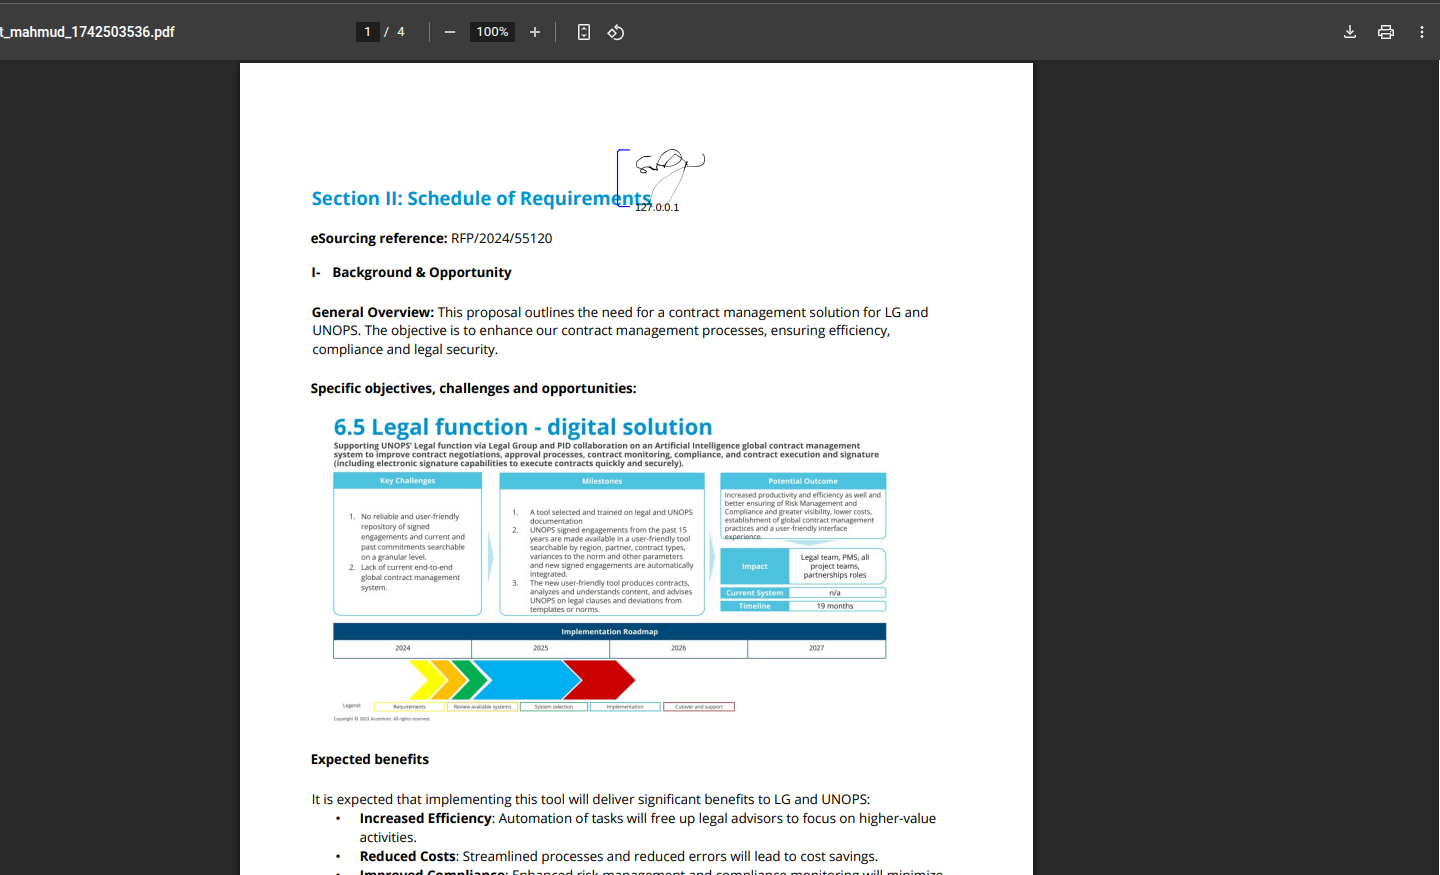 t_mahmud_1742503536.pdf
1 / 4
100%
127.0.0.1
Section II: Schedule of Requirements
eSourcing reference: RFP/2024/55120
I- Background & Opportunity
General Overview: This proposal outlines the need for a contract management solution for LG and
UNOPS. The objective is to enhance our contract management processes, ensuring efficiency,
compliance and legal security.
Specific objectives, challenges and opportunities:
6.5 Legal function - digital solution
Supporting UNOPS' Legal function via Legal Group and PID collaboration on an Artificial Intelligence global contract management
system to improve contract negotiations, approval processes, contract monitoring, compliance, and contract execution and signature
(including electronic signature capabilities to execute contracts quickly and securely).
Key Challenges
1. No reliable and user-friendly
repository of signed
engagements and current and
past commitments searchable
on a granular level.
2. Lack of current end-to-end
global contract management
system.
Milestones
1. A tool selected and trained on legal and UNOPS
documentation
2. UNOPS signed engagements from the past 15
years are made available in a user-friendly tool
searchable by region, partner, contract types,
variances to the norm and other parameters
and new signed engagements are automatically
integrated.
3. The new user-friendly tool produces contracts,
analyzes and understands content, and advises
UNOPS on legal clauses and deviations from
templates or norms.
Potential Outcome
Increased productivity and efficiency as well and
better ensuring of Risk Management and
Compliance and greater visibility, lower costs,
establishment of global contract management
practices and a user-friendly interface
experience.
Impact
Legal team, PMS, all
project teams,
partnerships roles
Current System n/a
Timeline 19 months
Implementation Roadmap
2024 2025 2026 2027
Legend: Requirements Review available systems System selection Implementation Cutover and support
Copyright © 2023 Accenture. All rights reserved.
Expected benefits
It is expected that implementing this tool will deliver significant benefits to LG and UNOPS:
• Increased Efficiency: Automation of tasks will free up legal advisors to focus on higher-value
activities.
• Reduced Costs: Streamlined processes and reduced errors will lead to cost savings.
• Improved Compliance: Enhanced risk management and compliance monitoring will minimize